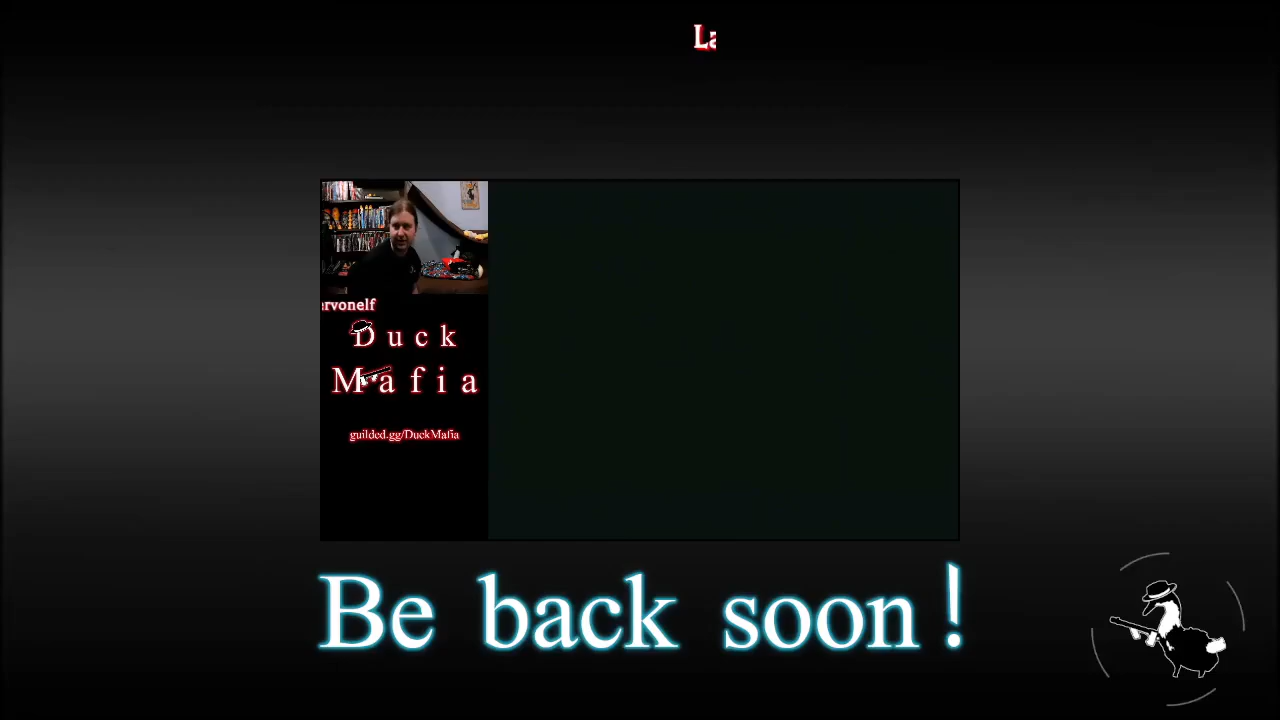 La
ervonelf
Duck
Mafia
guilded.gg/DuckMafia
Be back soon!